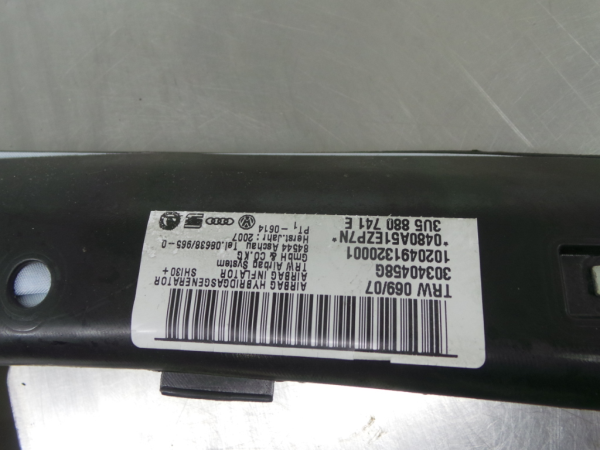 AIRBAG HYBRIDGASGENERATOR
AIRBAG INFLATOR SHI30 +
TRW Airbag System
GmbH & CO.KG
84544 Aschau Tel.08638/965-0
Herst.Jahr: 2007
PT1 -0614
TRW 069/07
30340458G
1020491320001
*0480A51EZP7N*
3U5 880 741 E